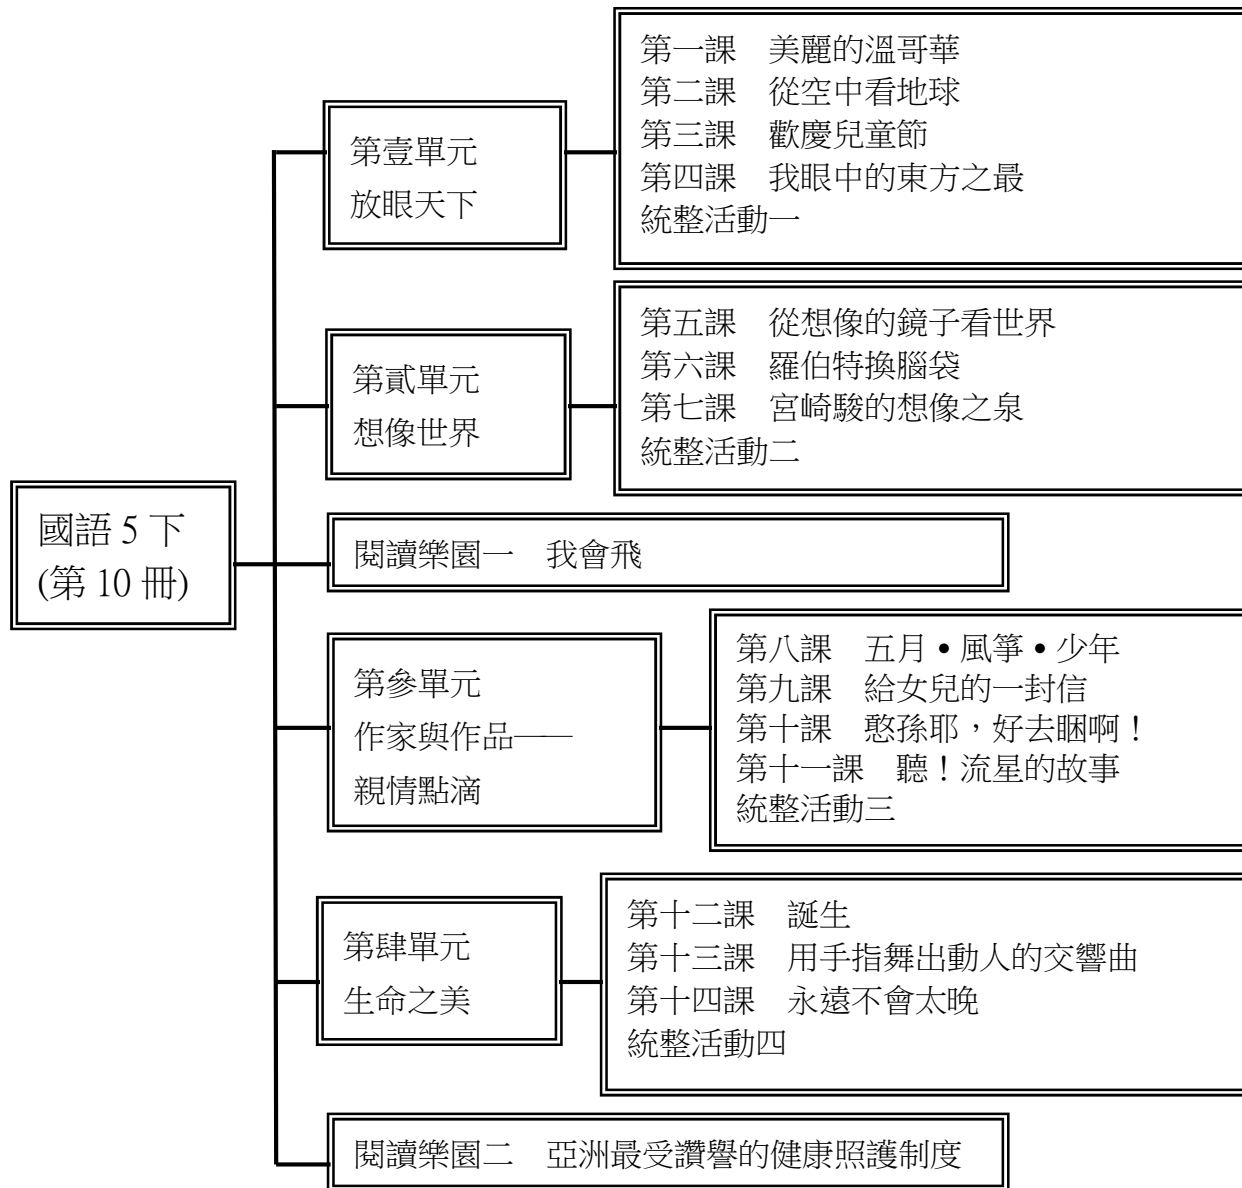 國語 5 下
(第 10 冊)
第壹單元
放眼天下
第一課　美麗的溫哥華
第二課　從空中看地球
第三課　歡慶兒童節
第四課　我眼中的東方之最
統整活動一
第貳單元
想像世界
第五課　從想像的鏡子看世界
第六課　羅伯特換腦袋
第七課　宮崎駿的想像之泉
統整活動二
閱讀樂園一　我會飛
第參單元
作家與作品——
親情點滴
第八課　五月•風箏•少年
第九課　給女兒的一封信
第十課　憨孫耶，好去睏啊！
第十一課　聽！流星的故事
統整活動三
第肆單元
生命之美
第十二課　誕生
第十三課　用手指舞出動人的交響曲
第十四課　永遠不會太晚
統整活動四
閱讀樂園二　亞洲最受讚譽的健康照護制度